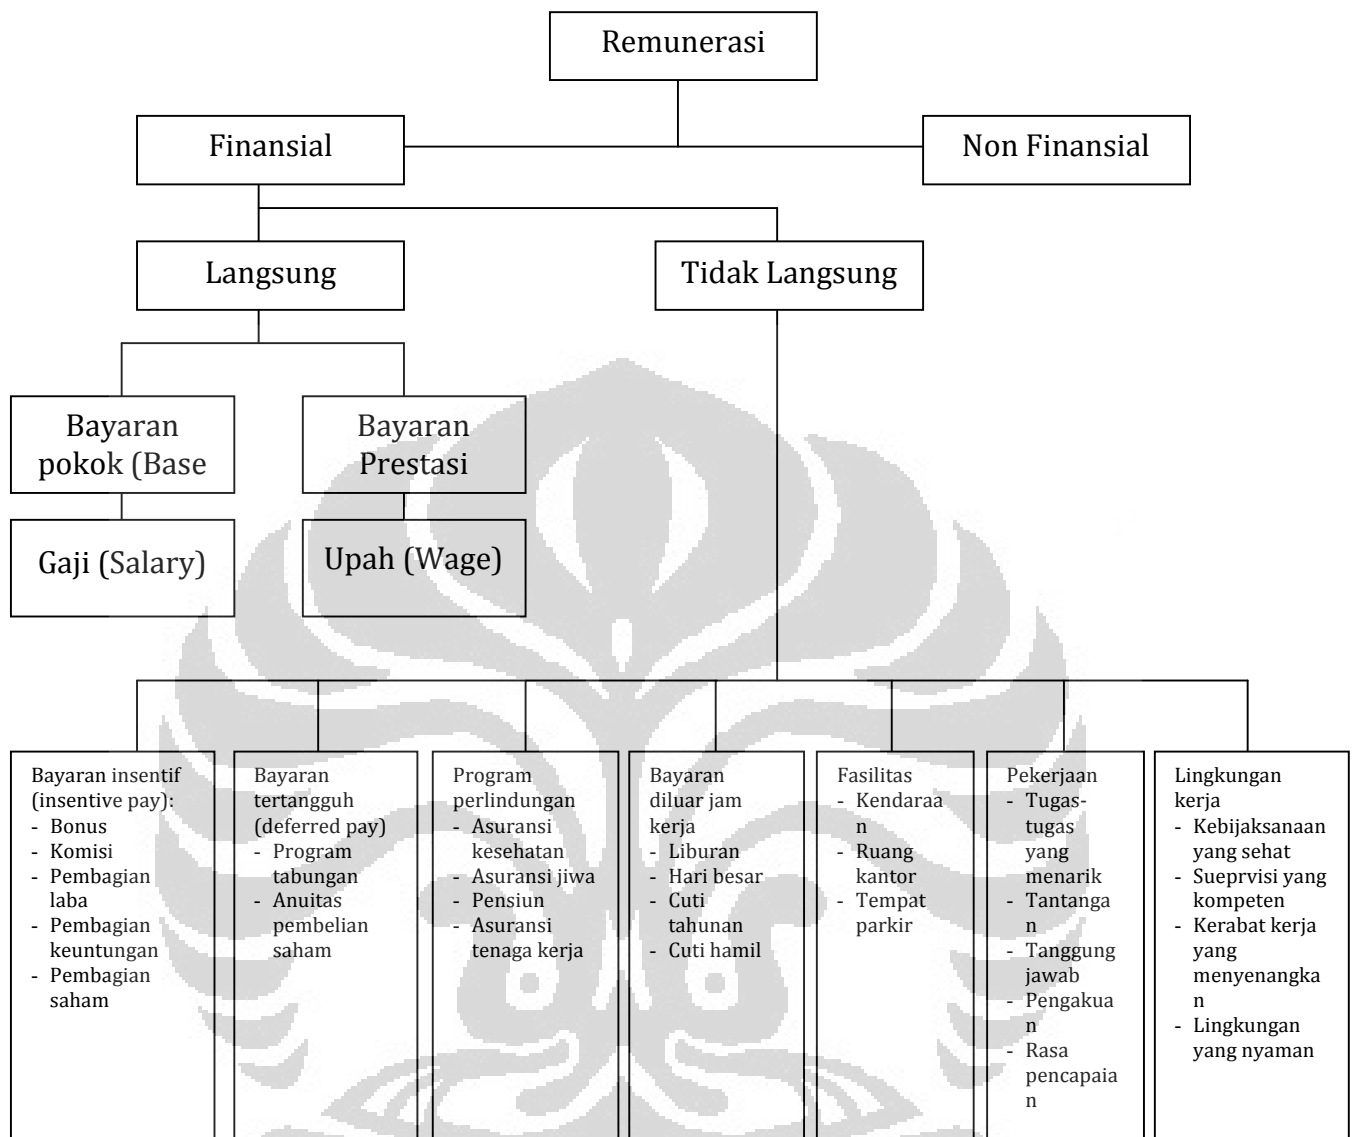 Remunerasi
Finansial
Non Finansial
Langsung
Tidak Langsung
Bayaran
pokok (Base
Bayaran
Prestasi
Gaji (Salary)
Upah (Wage)
Bayaran insentif
(insentive pay):
- Bonus
- Komisi
- Pembagian
laba
- Pembagian
keuntungan
- Pembagian
saham
Bayaran
tertangguh
(deferred pay)
- Program
tabungan
- Anuitas
pembelian
saham
Program
perlindungan
- Asuransi
kesehatan
- Asuransi jiwa
- Pensiun
- Asuransi
tenaga kerja
Bayaran
diluar jam
kerja
- Liburan
- Hari besar
- Cuti
tahunan
- Cuti hamil
Fasilitas
- Kendaraa
n
- Ruang
kantor
- Tempat
parkir
Pekerjaan
- Tugas-
tugas
yang
menarik
- Tantanga
n
- Tanggung
jawab
- Pengakua
n
- Rasa
pencapaia
n
Lingkungan
kerja
- Kebijaksanaan
yang sehat
- Sueprvisi yang
kompeten
- Kerabat kerja
yang
menyenangka
n
- Lingkungan
yang nyaman